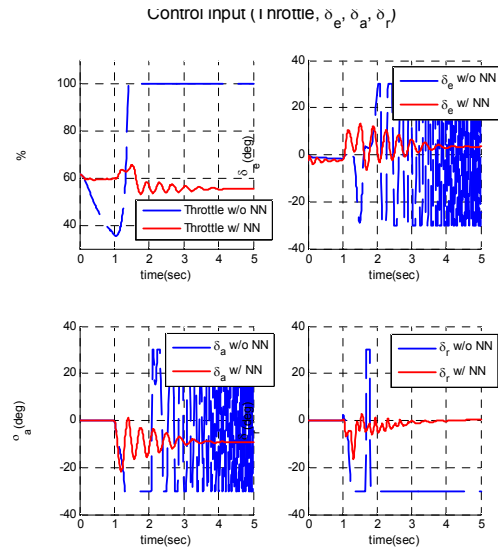 Control input (Throttle, δe, δa, δr)
100
80
60
40
%
0 1 2 3 4 5
time(sec)
Throttle w/o NN
Throttle w/ NN
40
20
0
-20
-40
δe (deg)
0 1 2 3 4 5
time(sec)
δe w/o NN
δe w/ NN
40
20
0
-20
-40
(deg)
0 1 2 3 4 5
time(sec)
δa w/o NN
δa w/ NN
40
20
0
-20
-40
(deg)
0 1 2 3 4 5
time(sec)
δr w/o NN
δr w/ NN